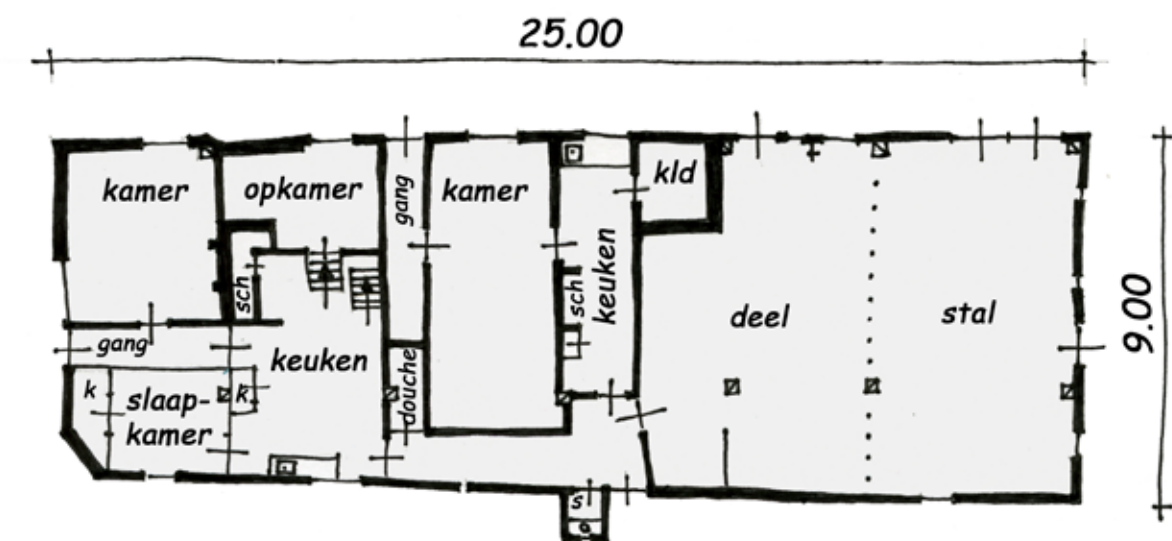 25.00
kamer
opkamer
gang
kamer
kld
sch
sch
keuken
deel
stal
9.00
gang
keuken
k
slaap-
kamer
k
douche
s